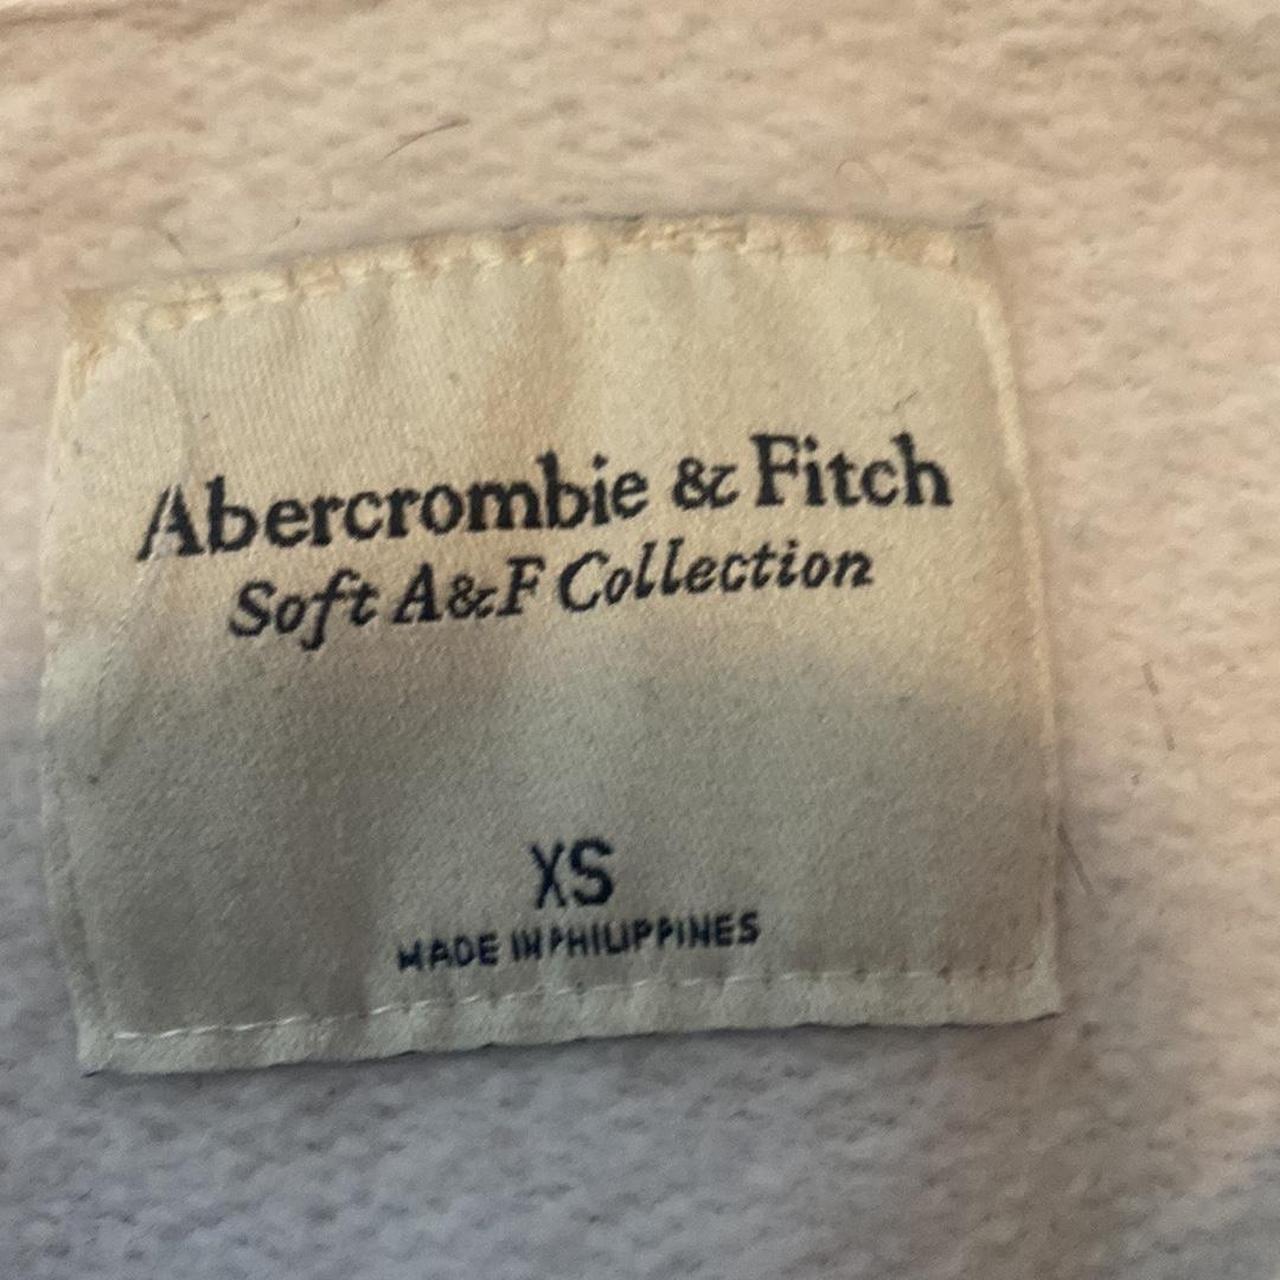 Abercrombie & Fitch
Soft A&F Collection
XS
MADE IN PHILIPPINES